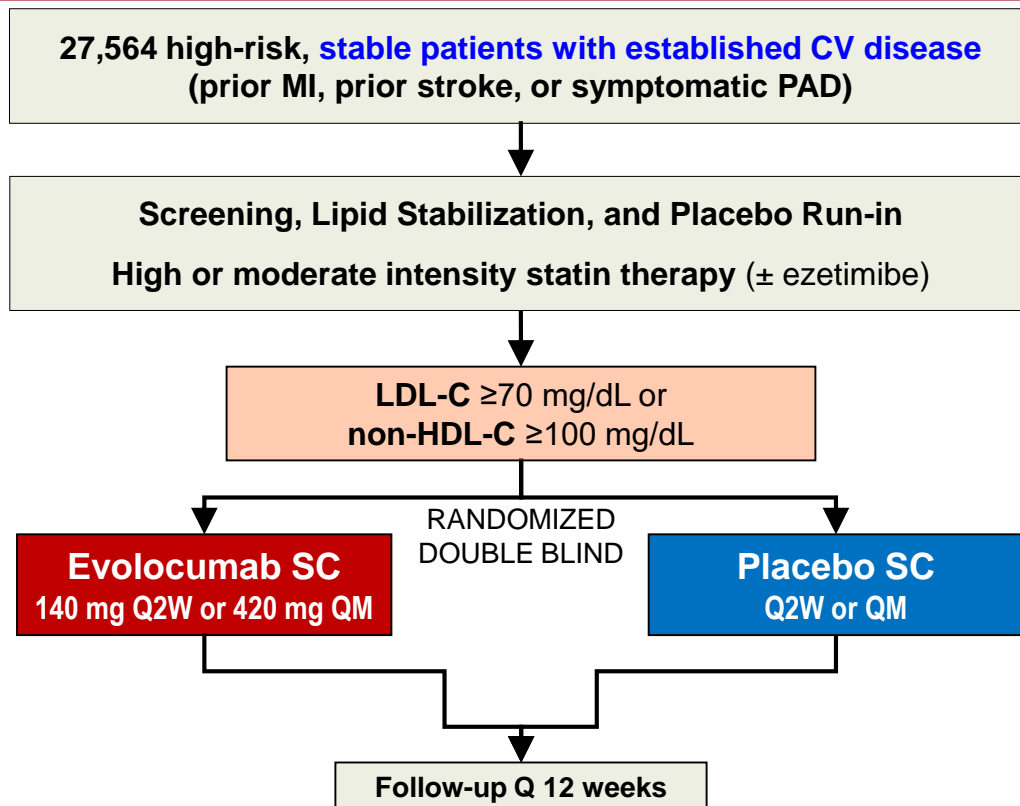 27,564 high-risk, stable patients with established CV disease
(prior MI, prior stroke, or symptomatic PAD)
Screening, Lipid Stabilization, and Placebo Run-in
High or moderate intensity statin therapy (± ezetimibe)
LDL-C ≥70 mg/dL or
non-HDL-C ≥100 mg/dL
RANDOMIZED
DOUBLE BLIND
Evolocumab SC
140 mg Q2W or 420 mg QM
Placebo SC
Q2W or QM
Follow-up Q 12 weeks